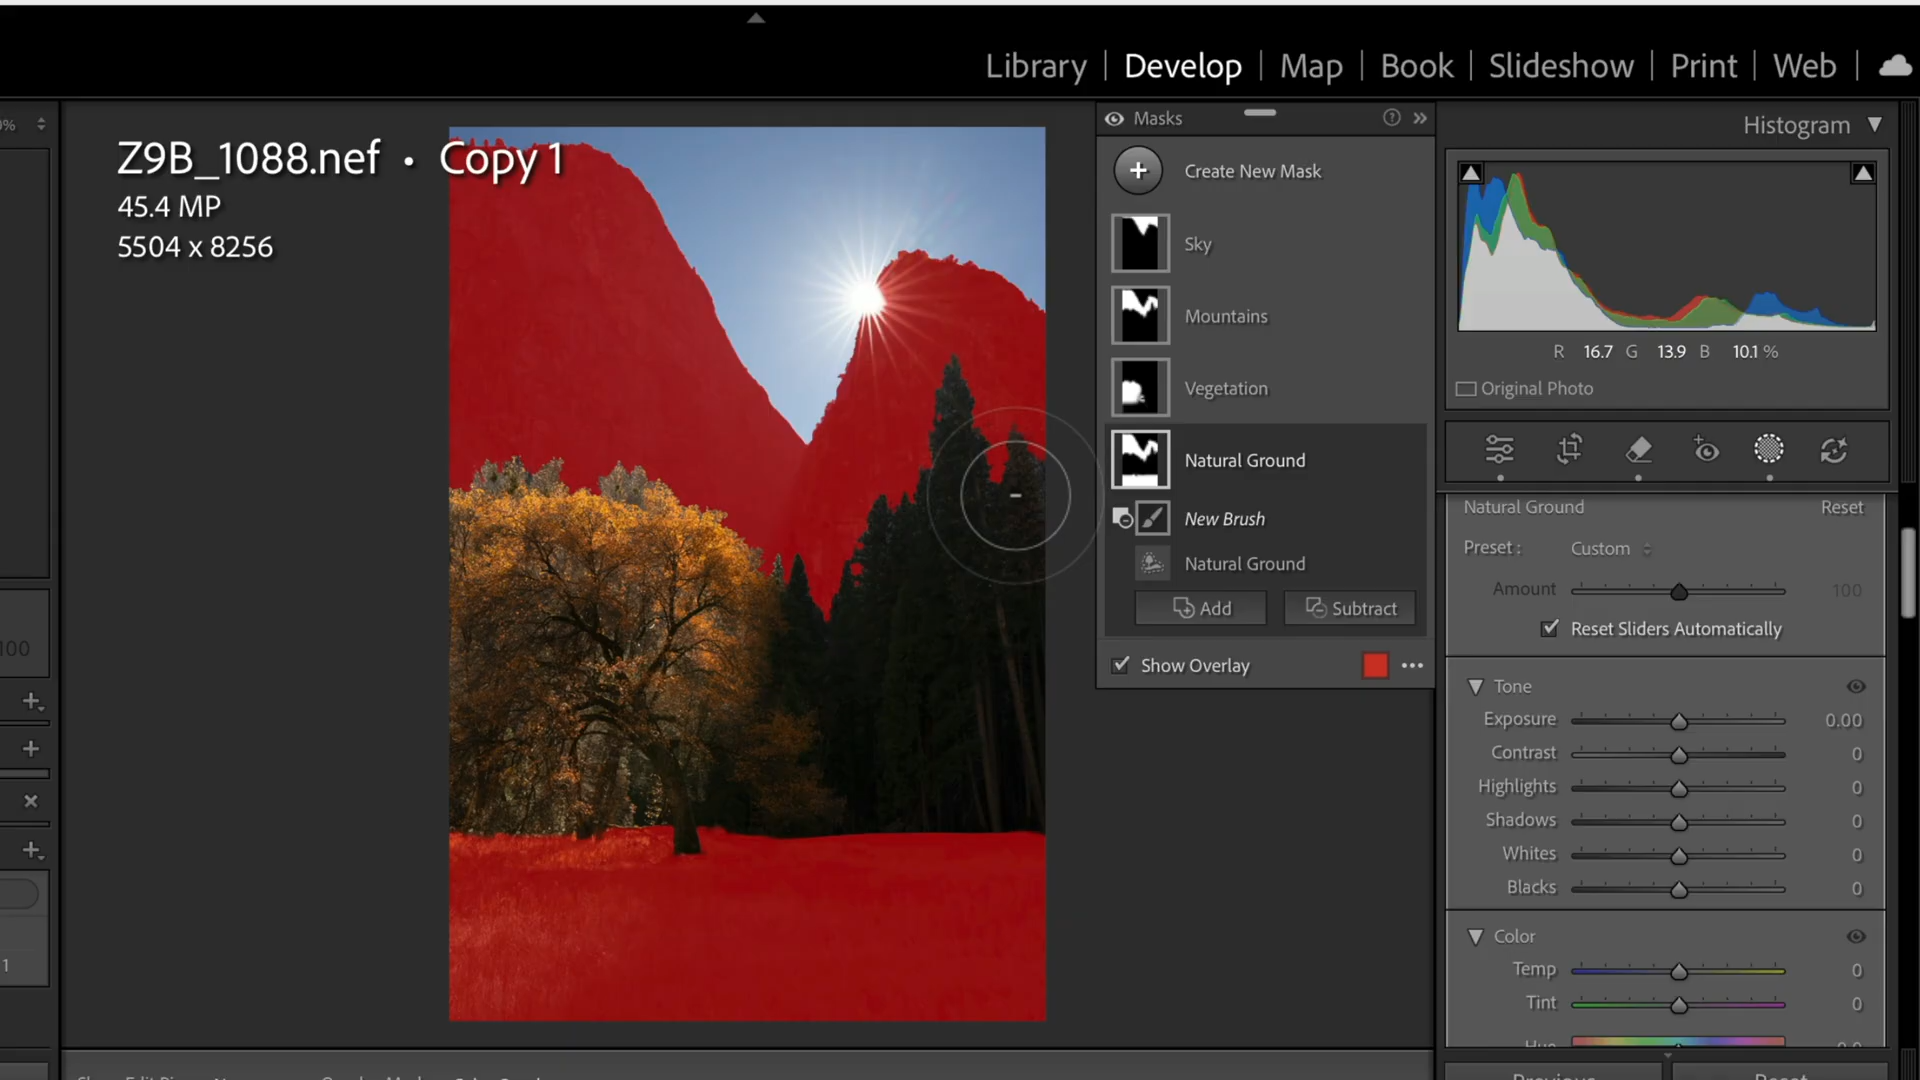 Library | Develop | Map | Book | Slideshow | Print | Web |
Z9B_1088.nef • Copy 1
45.4 MP
5504 x 8256
Masks
Create New Mask
Sky
Mountains
Vegetation
Natural Ground
New Brush
Natural Ground
Add
Subtract
Show Overlay
Histogram
R 16.7 G 13.9 B 10.1 %
Original Photo
Natural Ground Reset
Preset : Custom
Amount 100
Reset Sliders Automatically
Tone
Exposure 0.00
Contrast 0
Highlights 0
Shadows 0
Whites 0
Blacks 0
Color
Temp 0
Tint 0
100
1